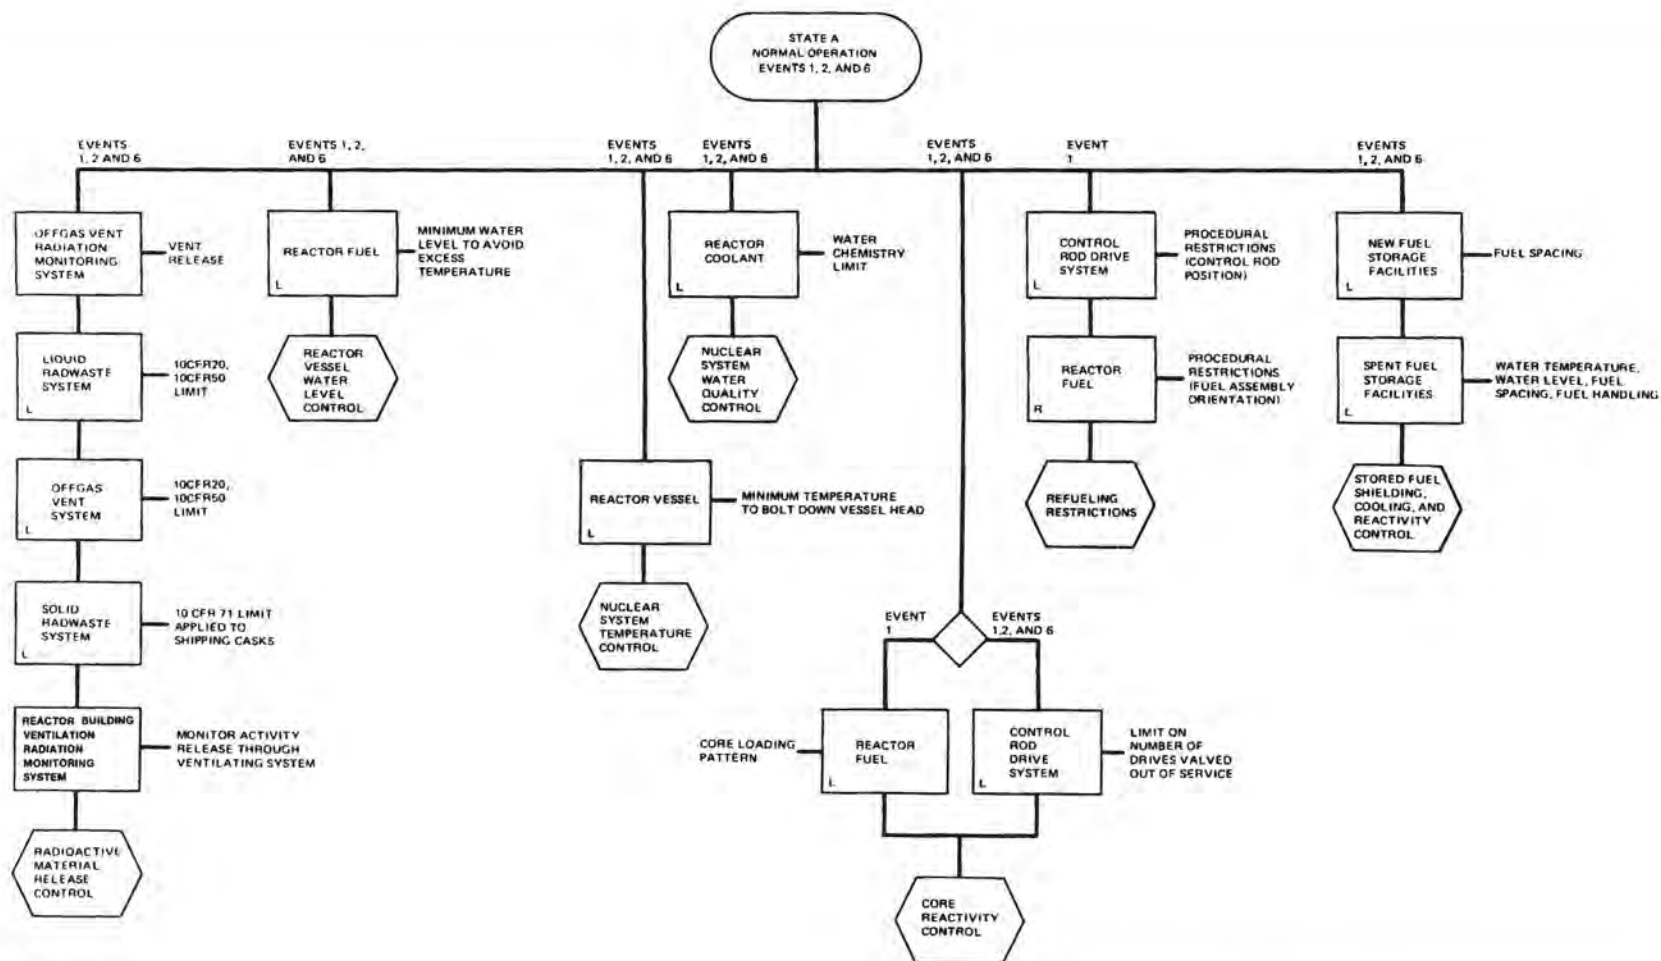 STATE A
NORMAL OPERATION
EVENTS 1, 2, AND 6
EVENTS
1, 2 AND 6
EVENTS 1, 2,
AND 6
EVENTS
1, 2, AND 6
EVENTS
1, 2, AND 6
EVENTS
1, 2, AND 6
EVENT
1
EVENTS
1, 2, AND 6
OFFGAS VENT
RADIATION
MONITORING
SYSTEM
VENT
RELEASE
LIQUID
RADWASTE
SYSTEM
L
10CFR20,
10CFR50
LIMIT
OFFGAS
VENT
SYSTEM
L
10CFR20,
10CFR50
LIMIT
SOLID
RADWASTE
SYSTEM
L
10 CFR 71 LIMIT
APPLIED TO
SHIPPING CASKS
REACTOR BUILDING
VENTILATION
RADIATION
MONITORING
SYSTEM
MONITOR ACTIVITY
RELEASE THROUGH
VENTILATING SYSTEM
RADIOACTIVE
MATERIAL
RELEASE
CONTROL
REACTOR FUEL
L
MINIMUM WATER
LEVEL TO AVOID
EXCESS
TEMPERATURE
REACTOR
VESSEL
WATER
LEVEL
CONTROL
REACTOR VESSEL
L
MINIMUM TEMPERATURE
TO BOLT DOWN VESSEL HEAD
NUCLEAR
SYSTEM
TEMPERATURE
CONTROL
REACTOR
COOLANT
L
WATER
CHEMISTRY
LIMIT
NUCLEAR
SYSTEM
WATER
QUALITY
CONTROL
EVENT
1
EVENTS
1,2, AND 6
CORE LOADING
PATTERN
REACTOR
FUEL
L
CONTROL
ROD
DRIVE
SYSTEM
L
LIMIT ON
NUMBER OF
DRIVES VALVED
OUT OF SERVICE
CORE
REACTIVITY
CONTROL
CONTROL
ROD DRIVE
SYSTEM
L
PROCEDURAL
RESTRICTIONS
(CONTROL ROD
POSITION)
REACTOR
FUEL
R
PROCEDURAL
RESTRICTIONS
(FUEL ASSEMBLY
ORIENTATION)
REFUELING
RESTRICTIONS
NEW FUEL
STORAGE
FACILITIES
L
FUEL SPACING
SPENT FUEL
STORAGE
FACILITIES
L
WATER TEMPERATURE,
WATER LEVEL, FUEL
SPACING, FUEL HANDLING
STORED FUEL
SHIELDING,
COOLING, AND
REACTIVITY
CONTROL